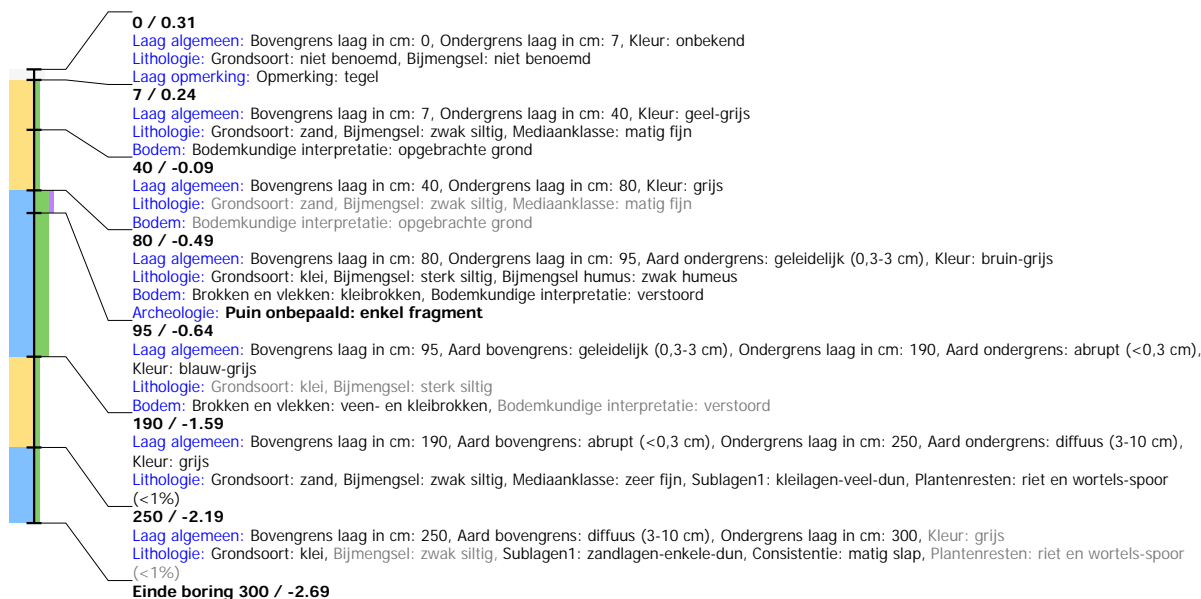 0 / 0.31
Laag algemeen: Bovengrens laag in cm: 0, Ondergrens laag in cm: 7, Kleur: onbekend
Lithologie: Grondsoort: niet benoemd, Bijmengsel: niet benoemd
Laag opmerking: Opmerking: tegel
7 / 0.24
Laag algemeen: Bovengrens laag in cm: 7, Ondergrens laag in cm: 40, Kleur: geel-grijs
Lithologie: Grondsoort: zand, Bijmengsel: zwak siltig, Mediaanklasse: matig fijn
Bodem: Bodemkundige interpretatie: opgebrachte grond
40 / -0.09
Laag algemeen: Bovengrens laag in cm: 40, Ondergrens laag in cm: 80, Kleur: grijs
Lithologie: Grondsoort: zand, Bijmengsel: zwak siltig, Mediaanklasse: matig fijn
Bodem: Bodemkundige interpretatie: opgebrachte grond
80 / -0.49
Laag algemeen: Bovengrens laag in cm: 80, Ondergrens laag in cm: 95, Aard ondergrens: geleidelijk (0,3-3 cm), Kleur: bruin-grijs
Lithologie: Grondsoort: klei, Bijmengsel: sterk siltig, Bijmengsel humus: zwak humeus
Bodem: Brokken en vlekken: kleibrokken, Bodemkundige interpretatie: verstoord
Archeologie: Puin onbepaald: enkel fragment
95 / -0.64
Laag algemeen: Bovengrens laag in cm: 95, Aard bovengrens: geleidelijk (0,3-3 cm), Ondergrens laag in cm: 190, Aard ondergrens: abrupt (<0,3 cm),
Kleur: blauw-grijs
Lithologie: Grondsoort: klei, Bijmengsel: sterk siltig
Bodem: Brokken en vlekken: veen- en kleibrokken, Bodemkundige interpretatie: verstoord
190 / -1.59
Laag algemeen: Bovengrens laag in cm: 190, Aard bovengrens: abrupt (<0,3 cm), Ondergrens laag in cm: 250, Aard ondergrens: diffuus (3-10 cm),
Kleur: grijs
Lithologie: Grondsoort: zand, Bijmengsel: zwak siltig, Mediaanklasse: zeer fijn, Sublagen1: kleilagen-veel-dun, Plantenresten: riet en wortels-spoor
(<1%)
250 / -2.19
Laag algemeen: Bovengrens laag in cm: 250, Aard bovengrens: diffuus (3-10 cm), Ondergrens laag in cm: 300, Kleur: grijs
Lithologie: Grondsoort: klei, Bijmengsel: zwak siltig, Sublagen1: zandlagen-enkele-dun, Consistentie: matig slap, Plantenresten: riet en wortels-spoor
(<1%)
Einde boring 300 / -2.69